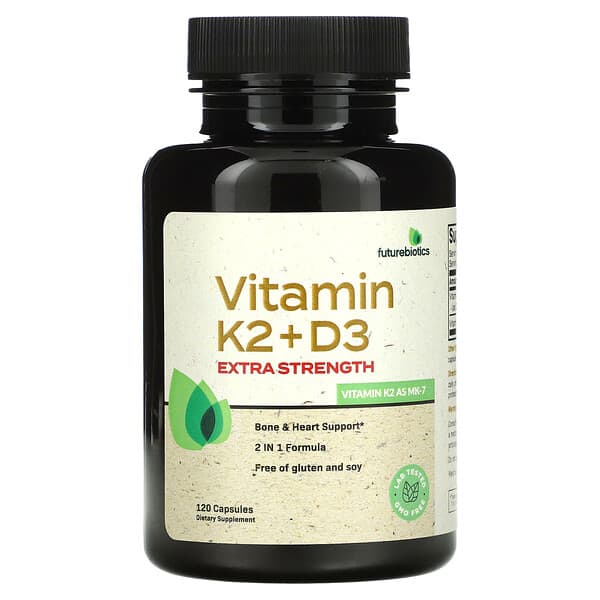 futurebiotics
Vitamin
K2 + D3
EXTRA STRENGTH
VITAMIN K2 AS MK-7
Bone & Heart Support*
2 IN 1 Formula
Free of gluten and soy
120 Capsules
Dietary Supplement
LAB TESTED
GMO FREE